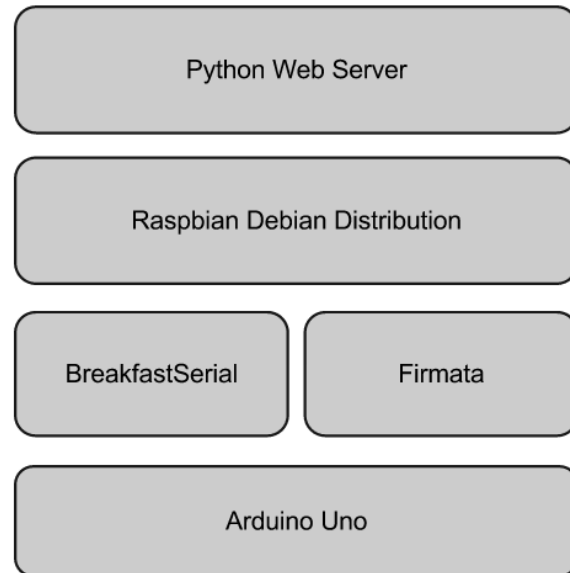 Python Web Server
Raspbian Debian Distribution
BreakfastSerial
Firmata
Arduino Uno